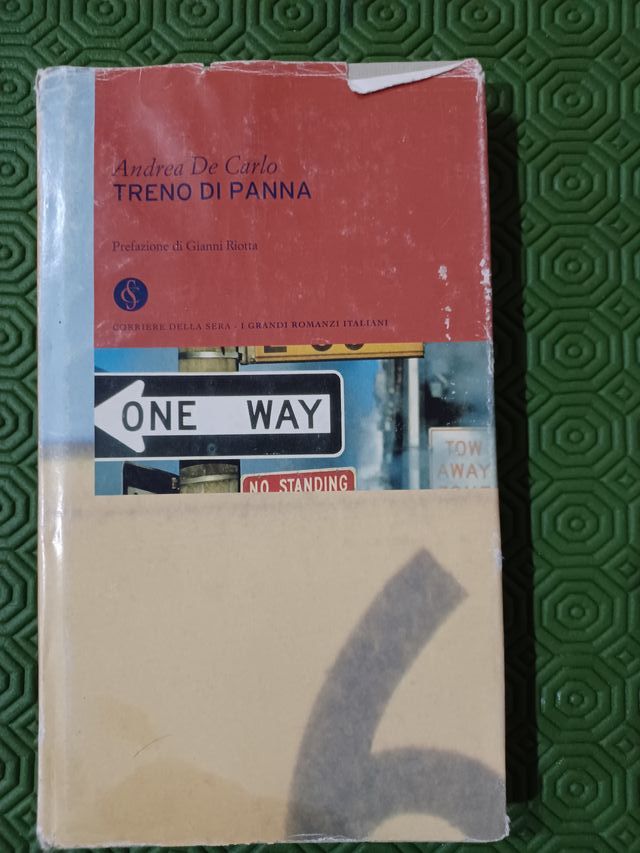 Andrea De Carlo
TRENO DI PANNA
Prefazione di Gianni Riotta
CORRIERE DELLA SERA - I GRANDI ROMANZI ITALIANI
ONE WAY
TOW
AWAY
NO STANDING
6